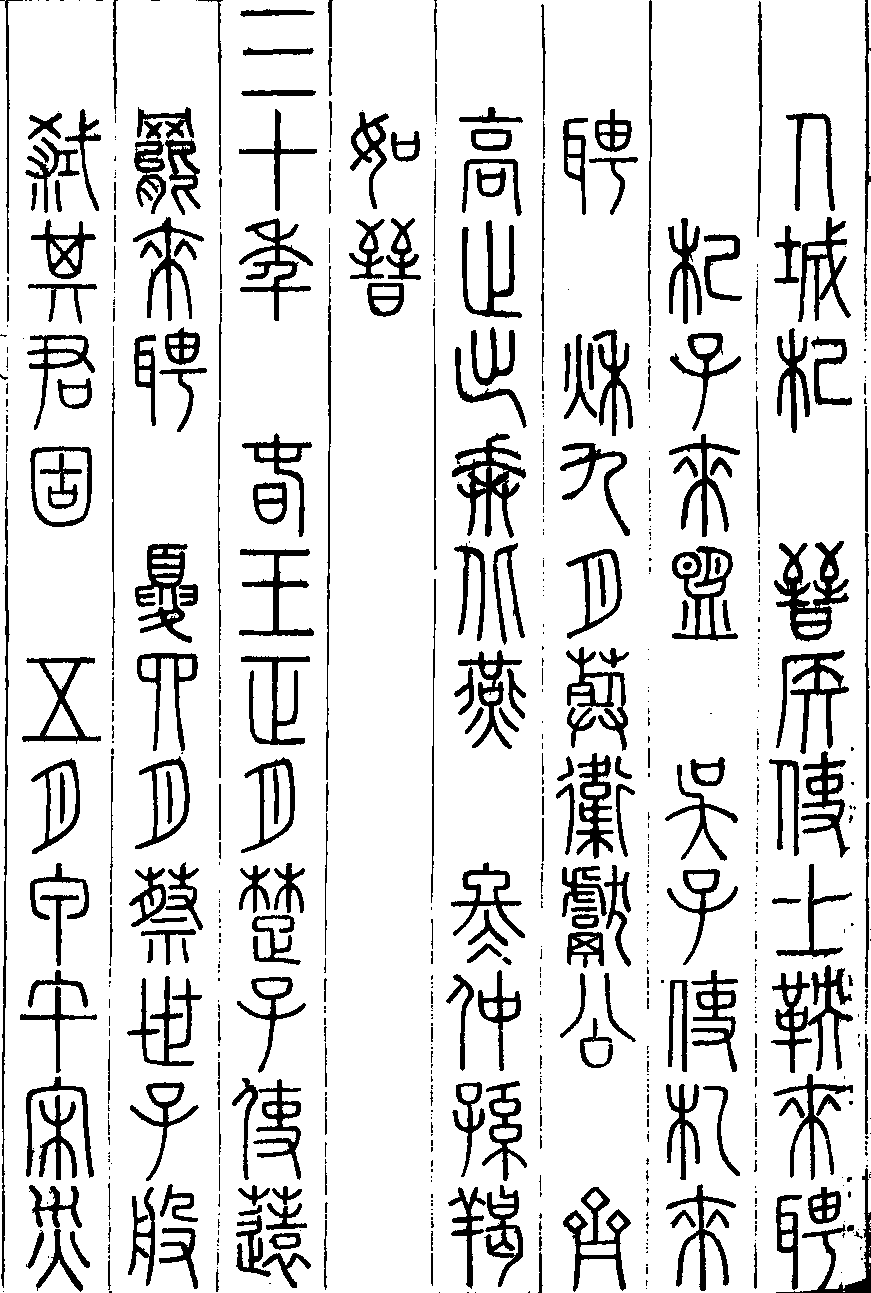 人城杞 晉侯使士鞅來聘
杞子來盟 吳子使札來
聘 秋九月葬衛獻公 齊
高止出奔北燕 冬仲孫羯
如晉
三十年 春王正月楚子使薳
罷來聘 夏四月蔡世子般
弒其君固 五月甲午宋災